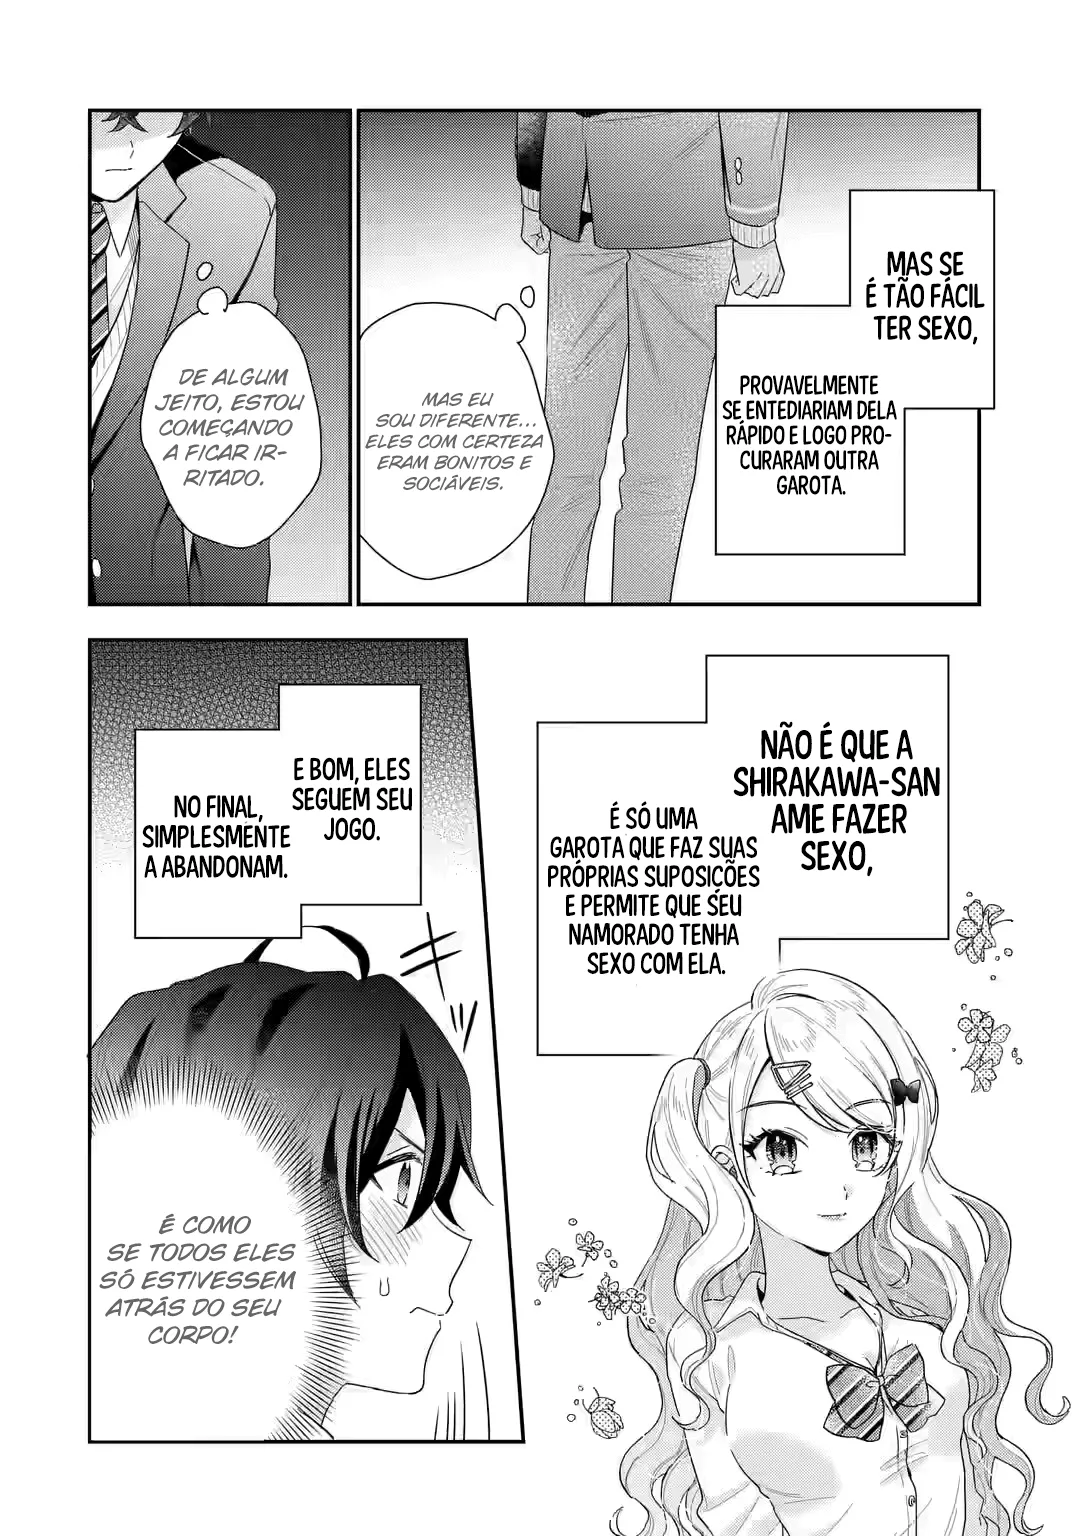 MAS SE
É TÃO FÁCIL
TER SEXO,
PROVAVELMENTE
SE ENTEDIARIAM DELA
RÁPIDO E LOGO PRO-
CURARAM OUTRA
GAROTA.
MAS EU
SOU DIFERENTE...
ELES COM CERTEZA
ERAM BONITOS E
SOCIÁVEIS.
DE ALGUM
JEITO, ESTOU
COMEÇANDO
A FICAR IR-
RITADO.
NÃO É QUE A
SHIRAKAWA-SAN
AME FAZER
SEXO,
É SÓ UMA
GAROTA QUE FAZ SUAS
PRÓPRIAS SUPOSICÕES
E PERMITE QUE SEU
NAMORADO TENHA
SEXO COM ELA.
E BOM, ELES
SEGUEM SEU
JOGO.
NO FINAL,
SIMPLESMENTE
A ABANDONAM.
É COMO
SE TODOS ELES
SÓ ESTIVESSEM
ATRÁS DO SEU
CORPO!